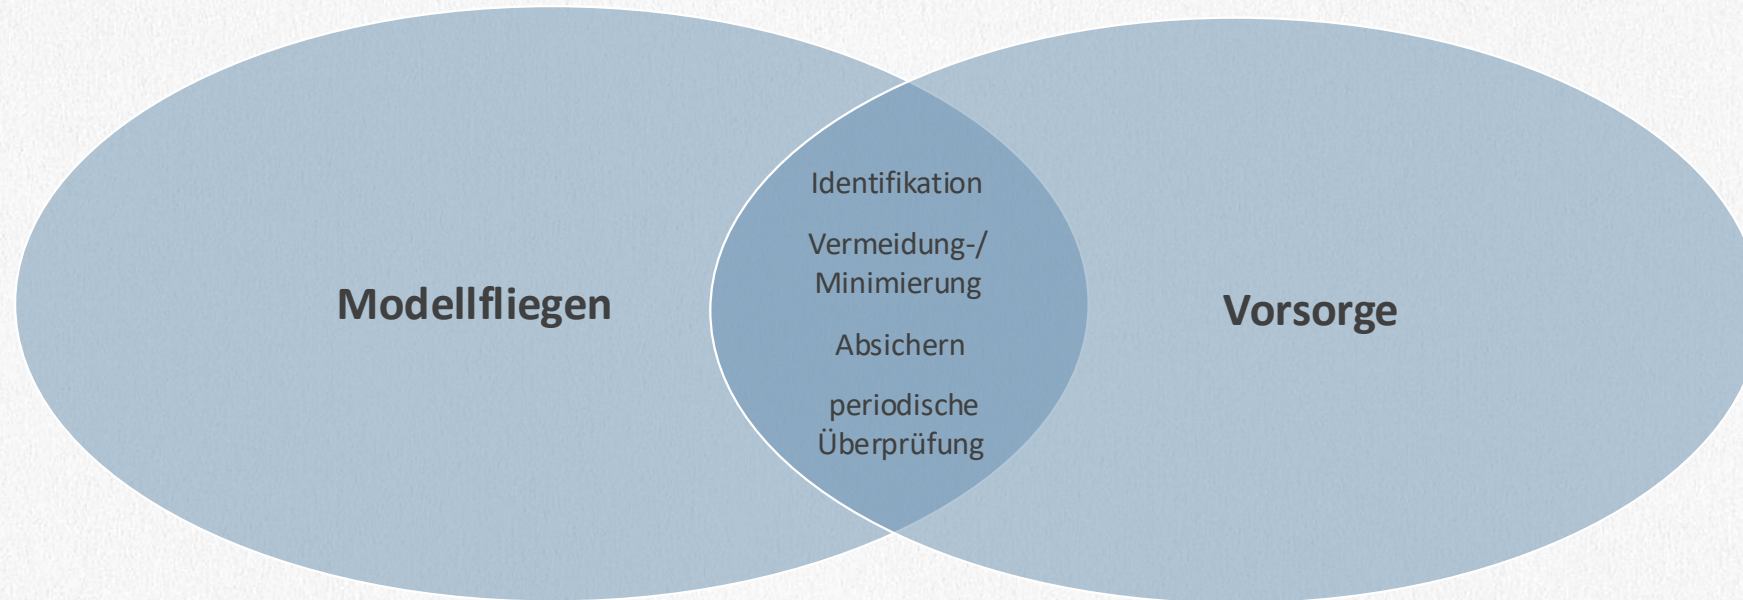 Modellfliegen
Identifikation
Vermeidung-/
Minimierung
Absichern
periodische
Überprüfung
Vorsorge